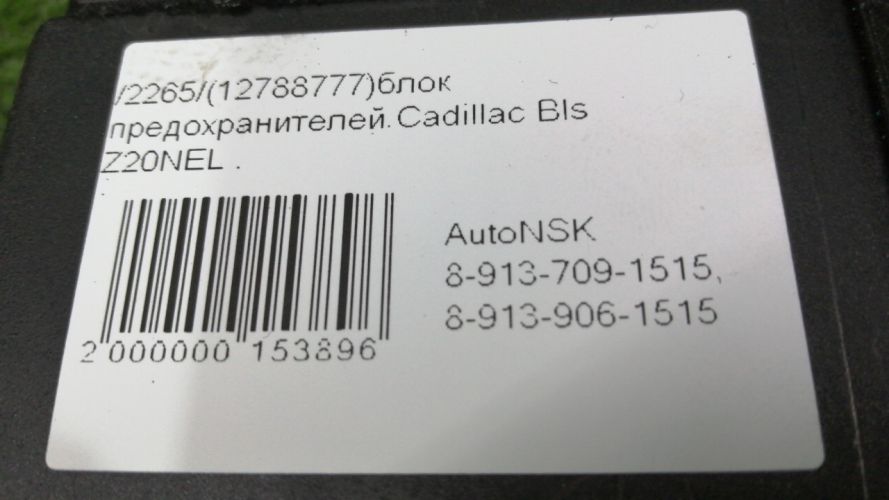 /2265/(12788777)блок
предохранителей.Cadillac Bls
Z20NEL .
AutoNSK
8-913-709-1515,
8-913-906-1515
2 000000 153896